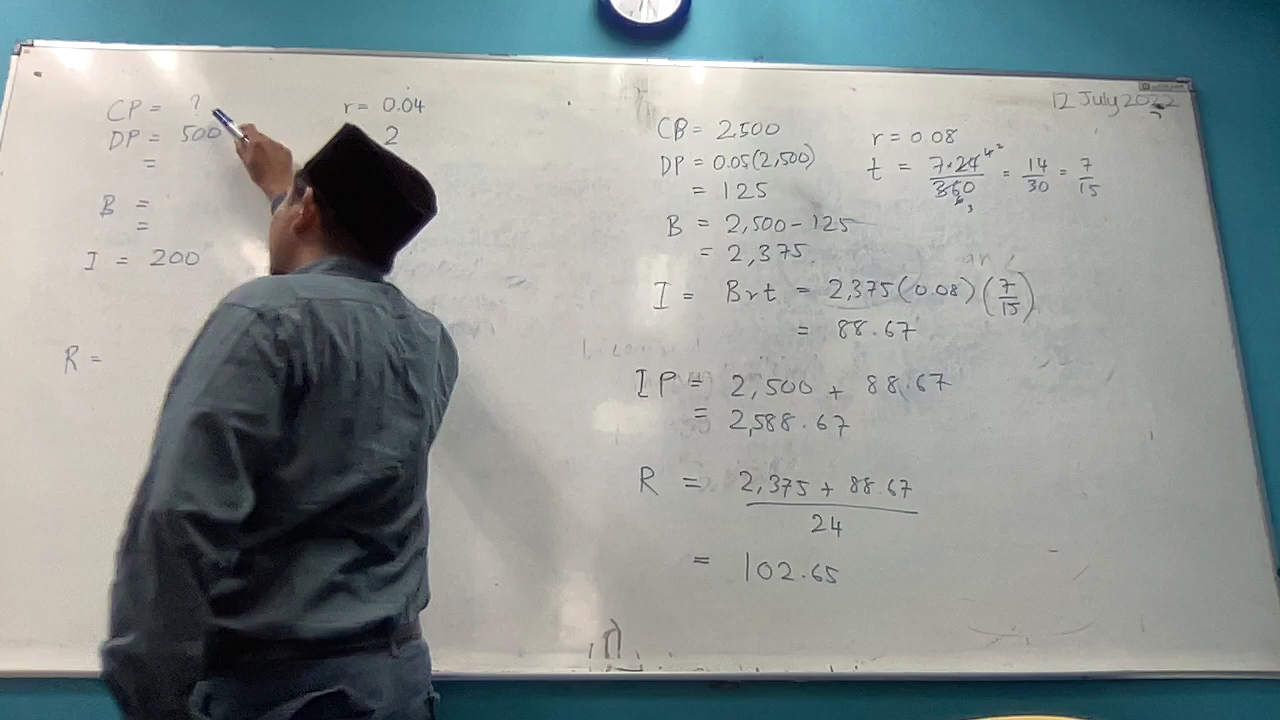 12 July 2022
CP = ?
r = 0.04
DP = 500
2
=
B =
=
I = 200
R =
CB = 2,500
r = 0.08
DP = 0.05(2,500)
t = 7·24 / 360 = 14/30 = 7/15
= 125
B = 2,500 - 125
= 2,375
I = Brt = 2,375(0.08)(7/15)
= 88.67
IP = 2,500 + 88.67
= 2,588.67
R = 2,375 + 88.67 / 24
= 102.65